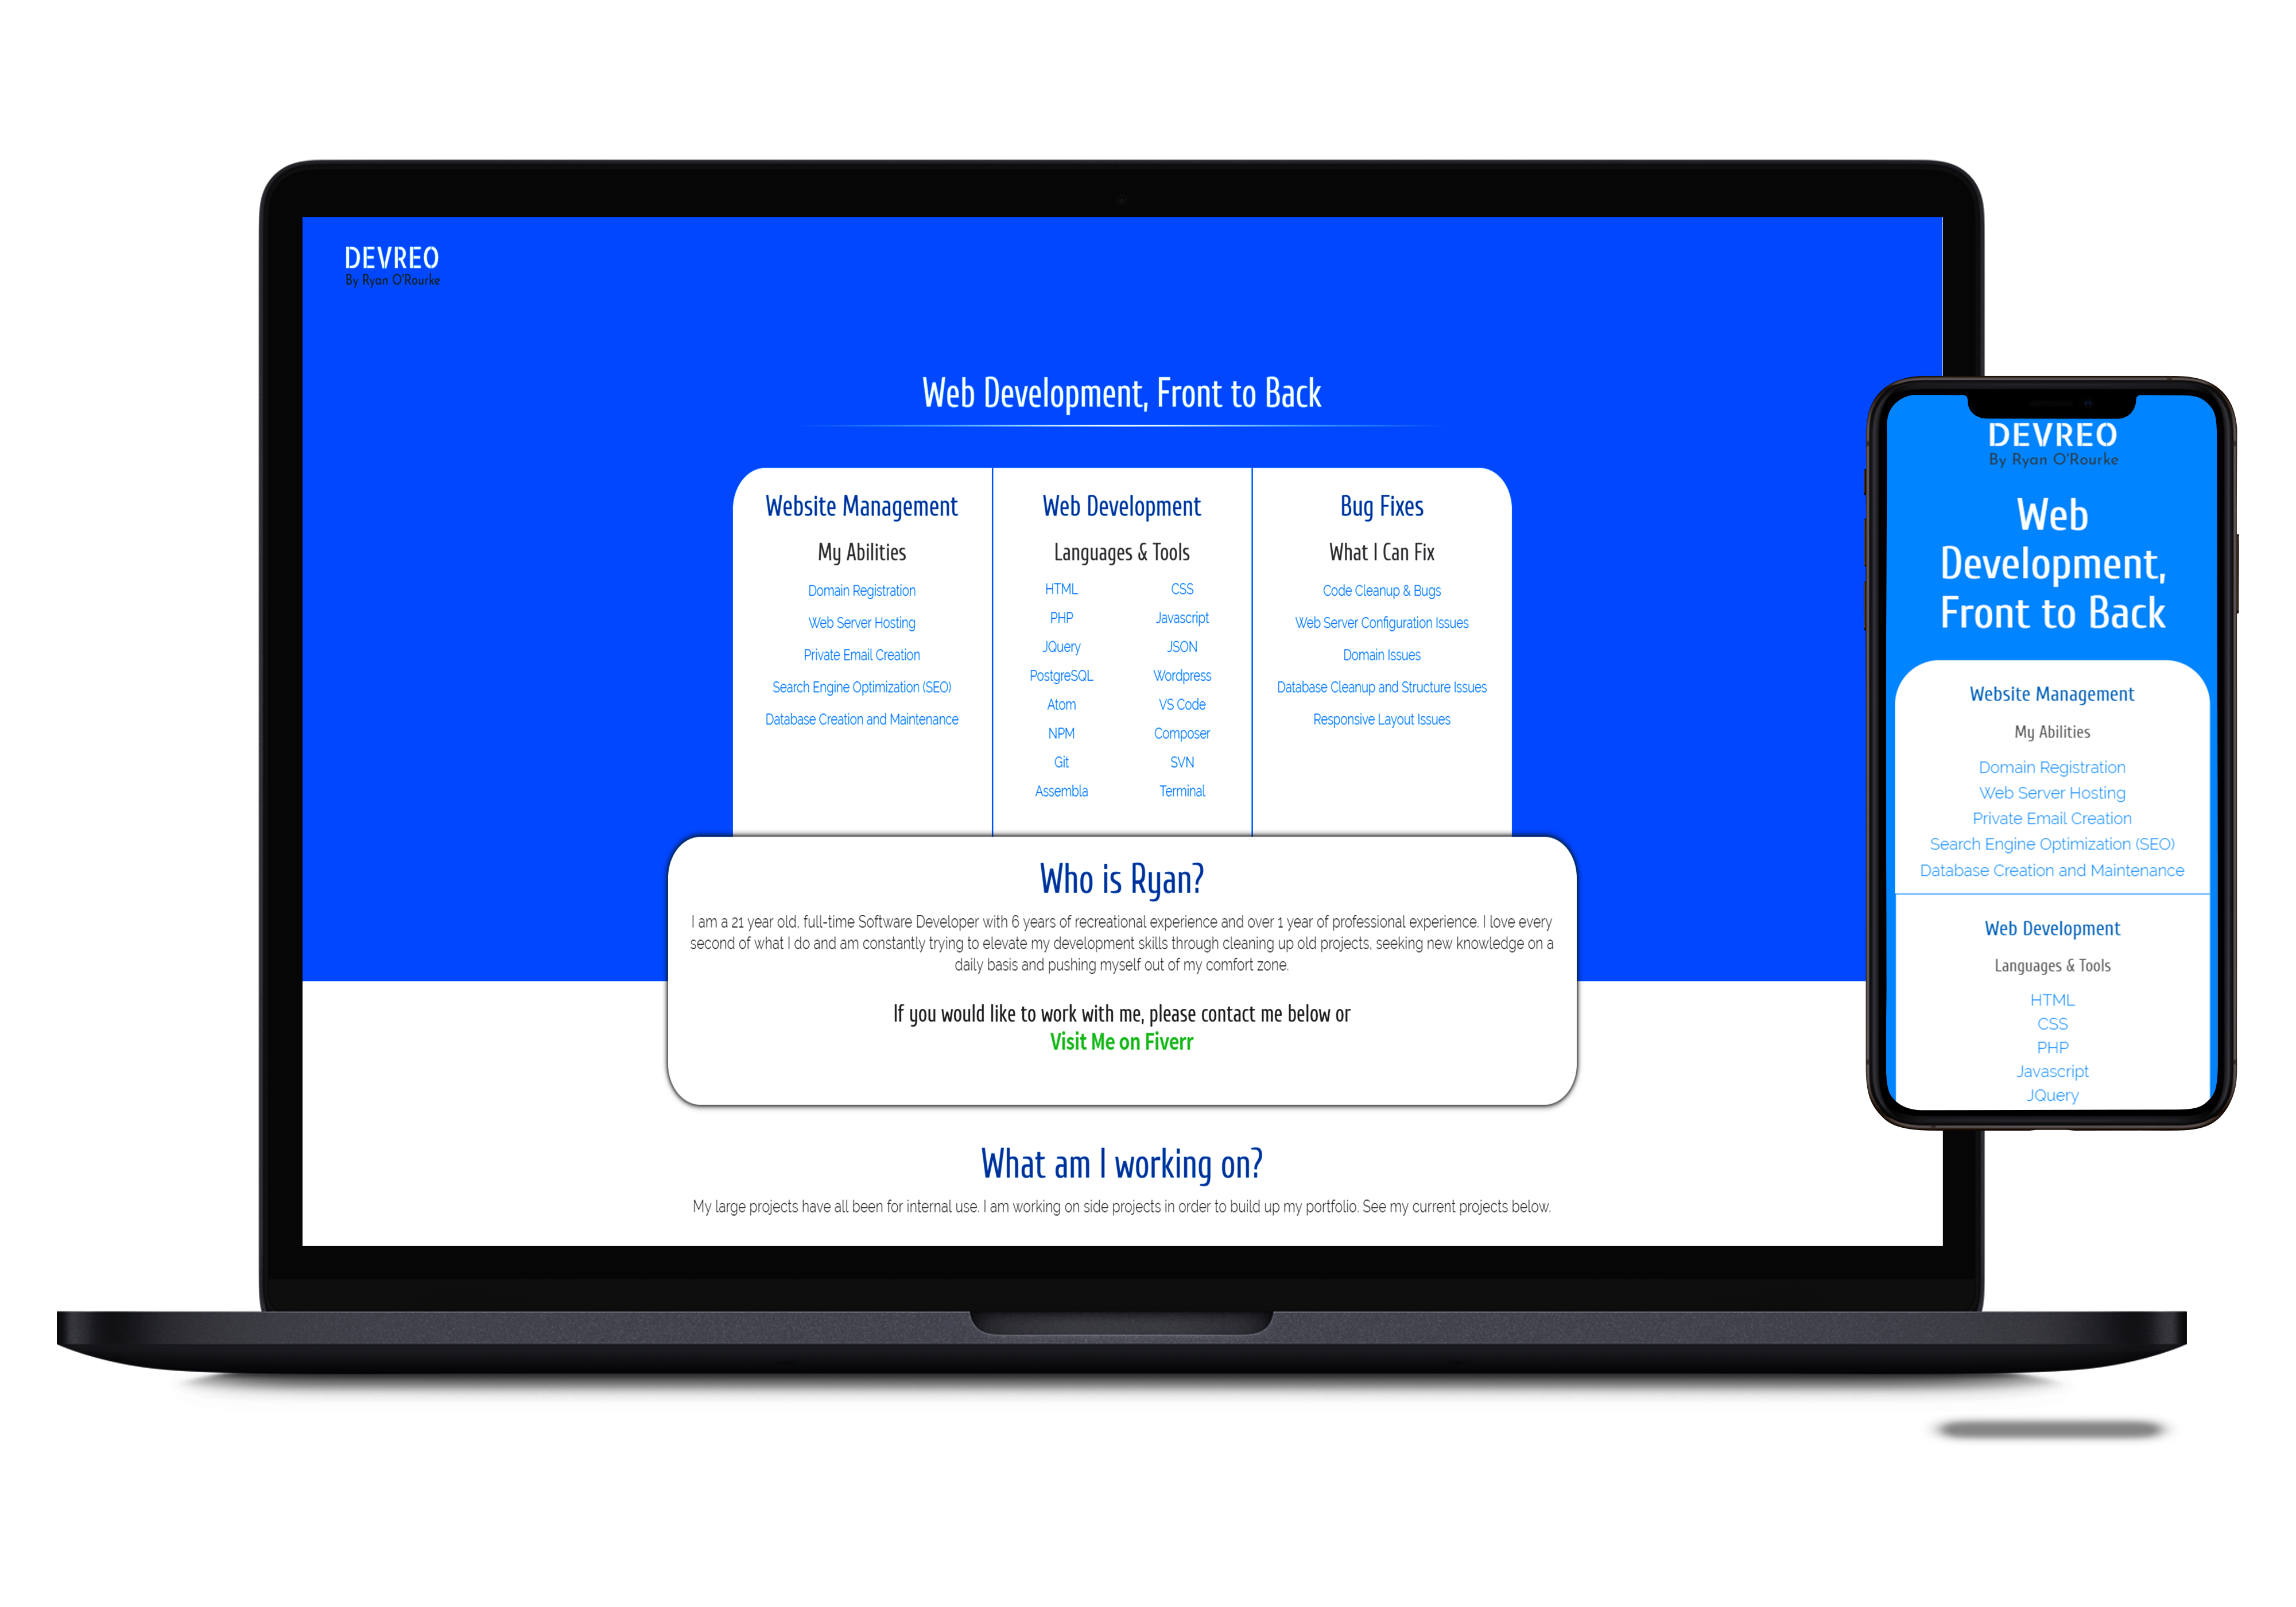 DEVREO
By Ryan O'Rourke
Web Development, Front to Back
Website Management
My Abilities
Domain Registration
Web Server Hosting
Private Email Creation
Search Engine Optimization (SEO)
Database Creation and Maintenance
Web Development
Languages & Tools
HTML CSS
PHP Javascript
JQuery JSON
PostgreSQL Wordpress
Atom VS Code
NPM Composer
Git SVN
Assembla Terminal
Bug Fixes
What I Can Fix
Code Cleanup & Bugs
Web Server Configuration Issues
Domain Issues
Database Cleanup and Structure Issues
Responsive Layout Issues
Who is Ryan?
I am a 21 year old, full-time Software Developer with 6 years of recreational experience and over 1 year of professional experience. I love every
second of what I do and am constantly trying to elevate my development skills through cleaning up old projects, seeking new knowledge on a
daily basis and pushing myself out of my comfort zone.
If you would like to work with me, please contact me below or
Visit Me on Fiverr
What am I working on?
My large projects have all been for internal use. I am working on side projects in order to build up my portfolio. See my current projects below.
DEVREO
By Ryan O'Rourke
Web
Development,
Front to Back
Website Management
My Abilities
Domain Registration
Web Server Hosting
Private Email Creation
Search Engine Optimization (SEO)
Database Creation and Maintenance
Web Development
Languages & Tools
HTML
CSS
PHP
Javascript
JQuery